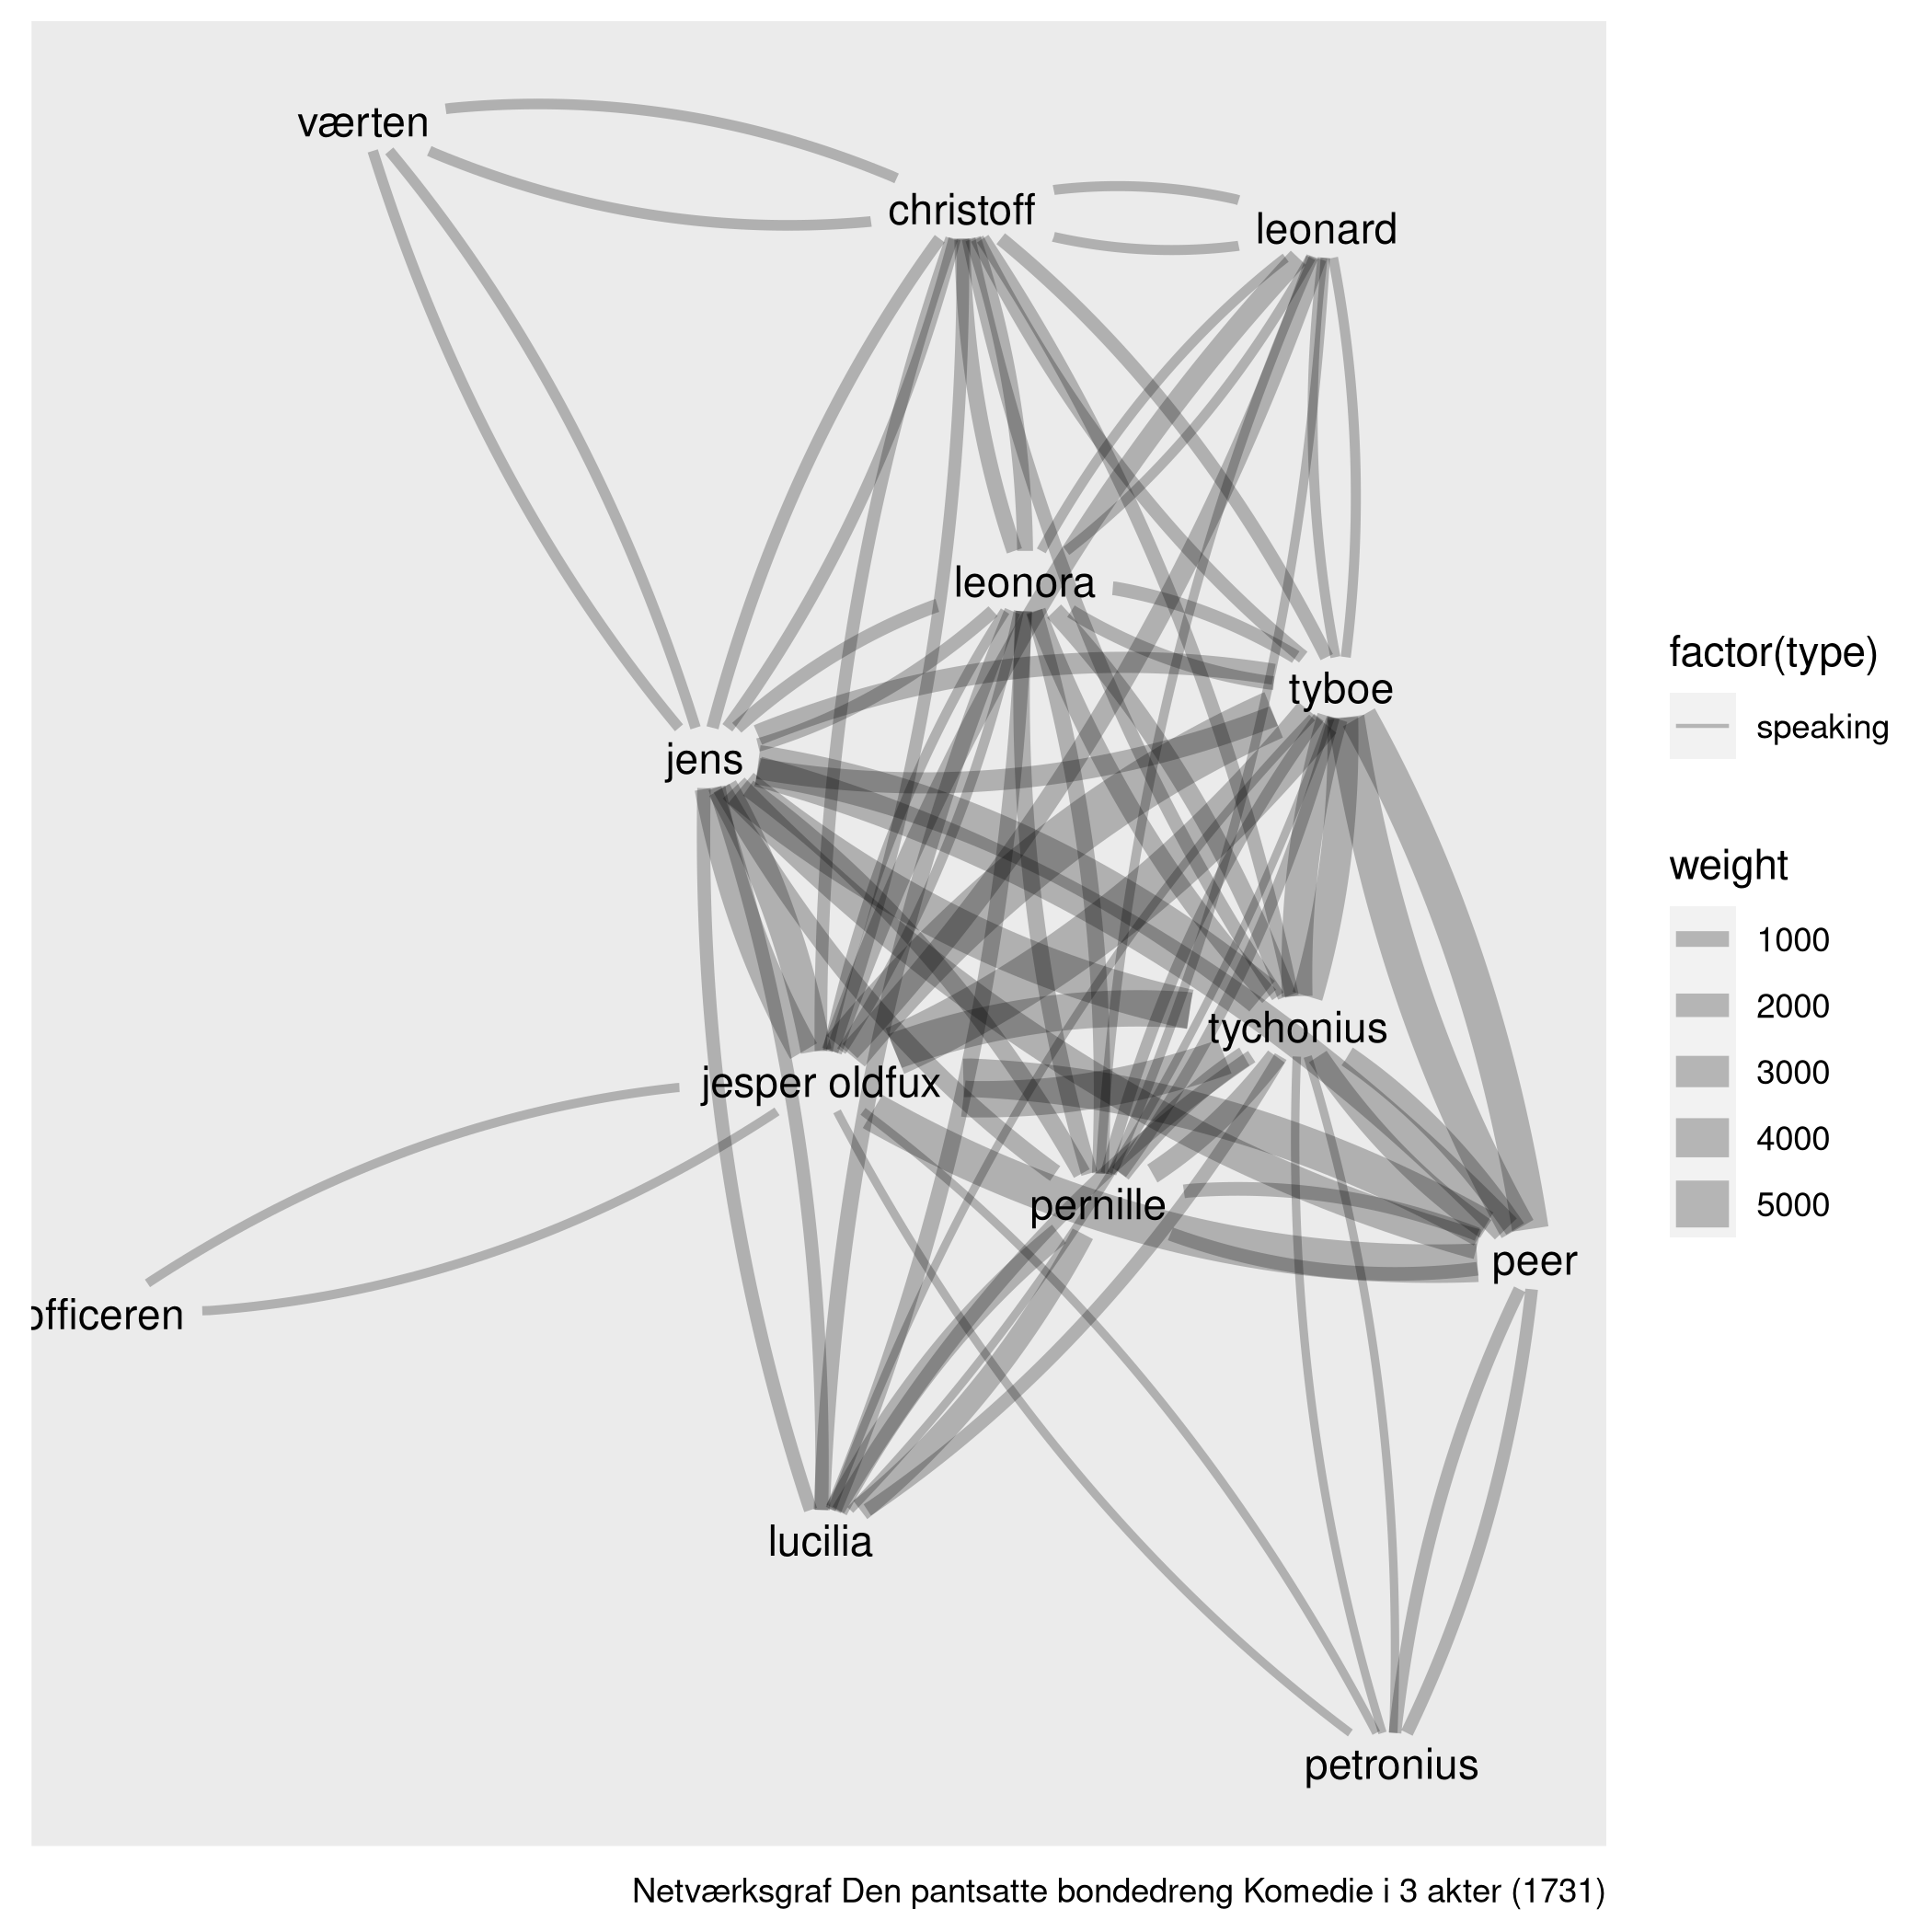 værten
christoff
leonard
leonora
tyboe
jens
tychonius
jesper oldfux
pernille
peer
officeren
lucilia
petronius
factor(type)
speaking
weight
1000
2000
3000
4000
5000
Netværksgraf Den pantsatte bondedreng Komedie i 3 akter (1731)